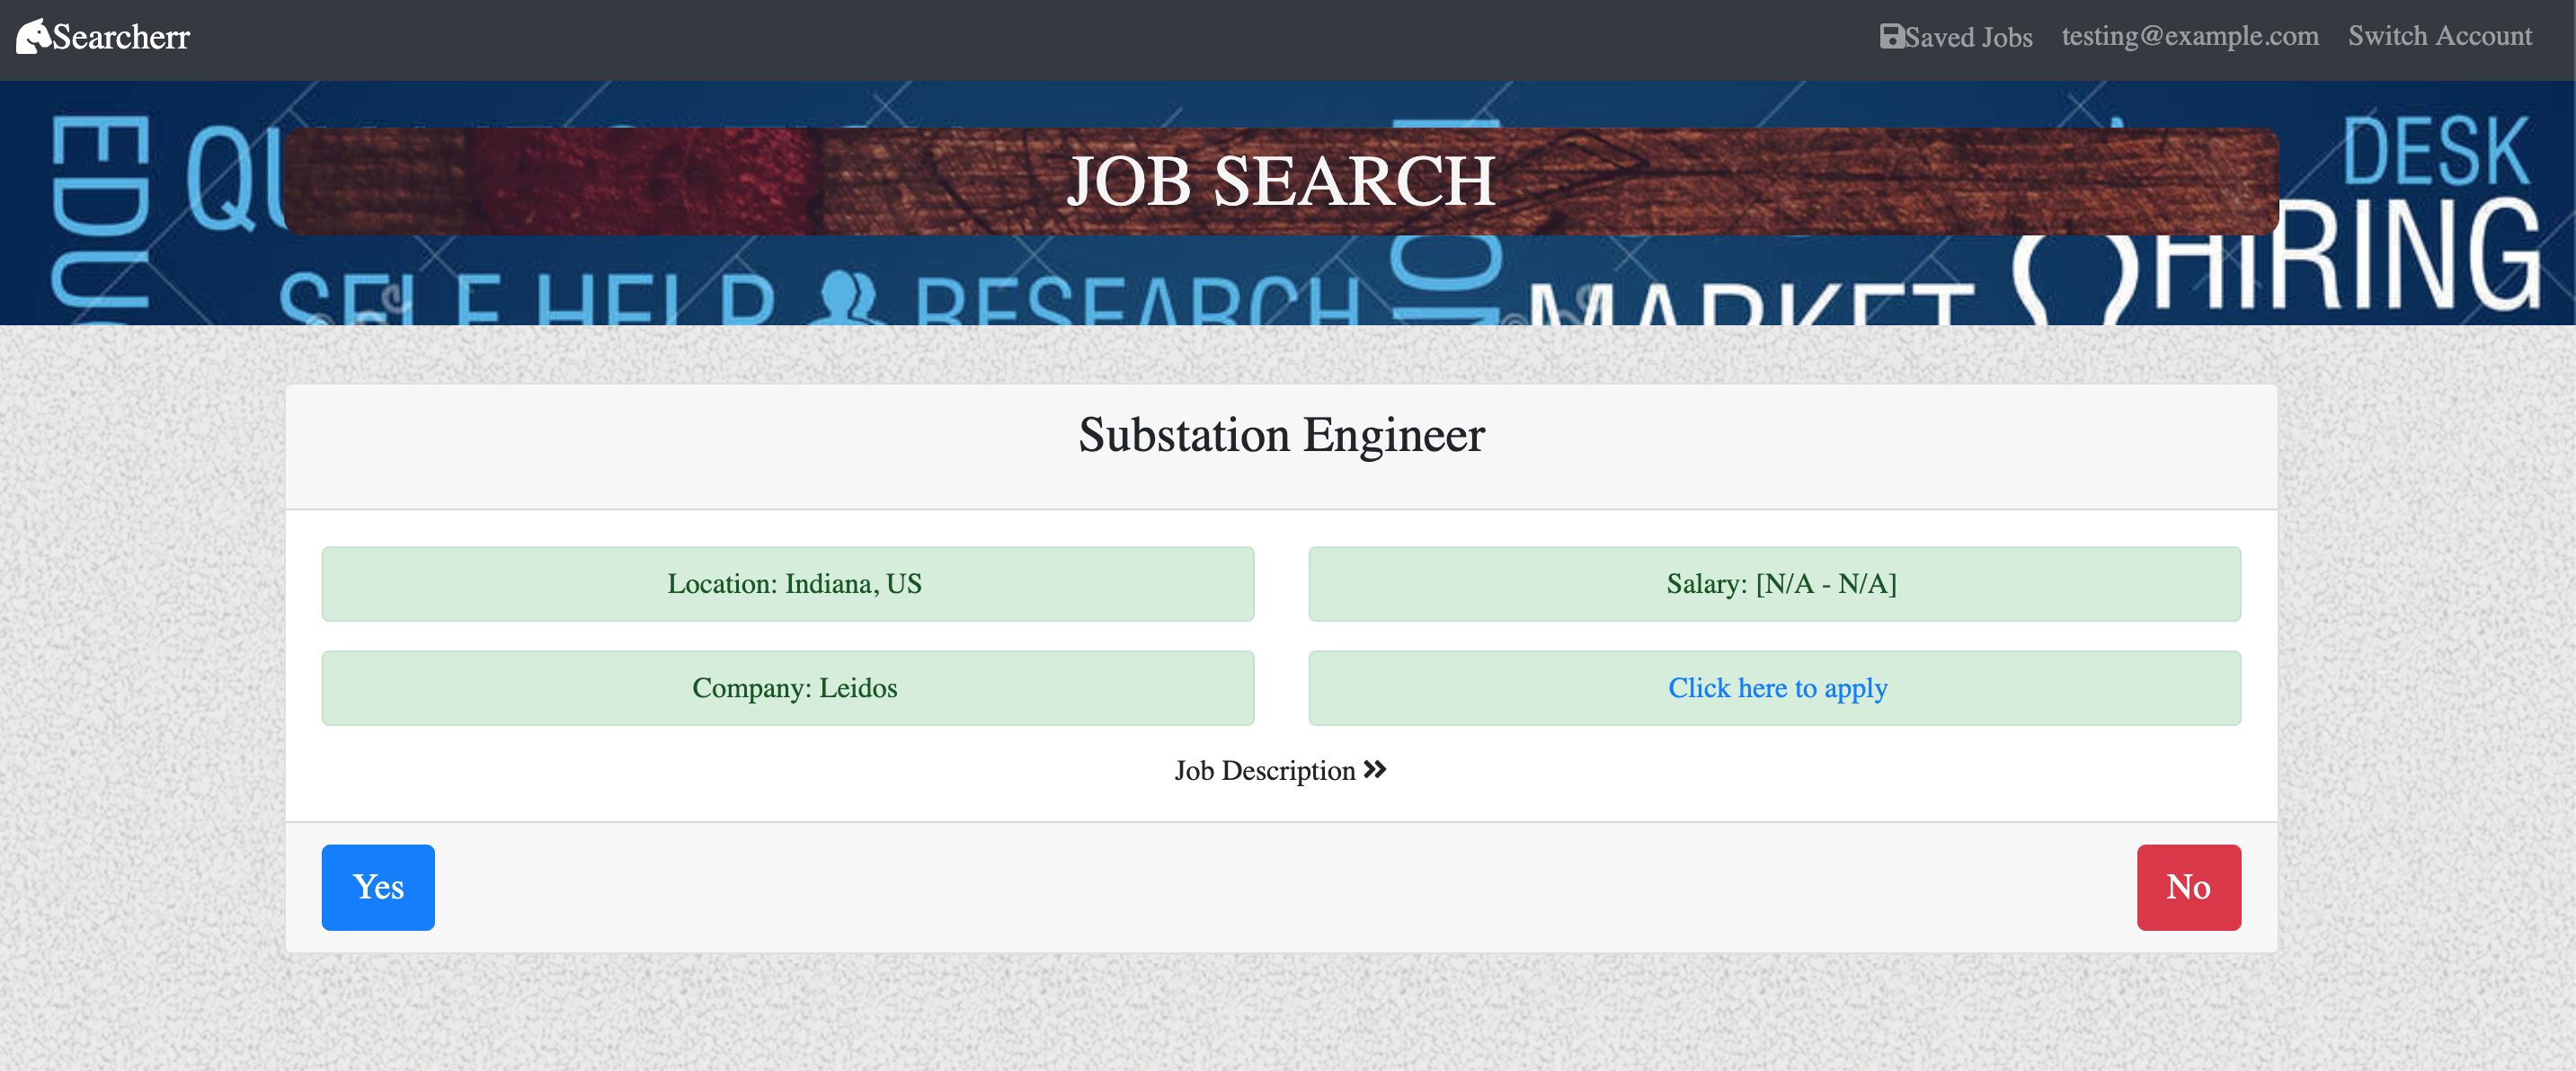 Searcherr
Saved Jobs testing@example.com Switch Account
EDU
DESK
JOB SEARCH
HIRING
SELF HELP RESEARCH
MARKET
Substation Engineer
Location: Indiana, US
Salary: [N/A - N/A]
Company: Leidos
Click here to apply
Job Description
Yes
No